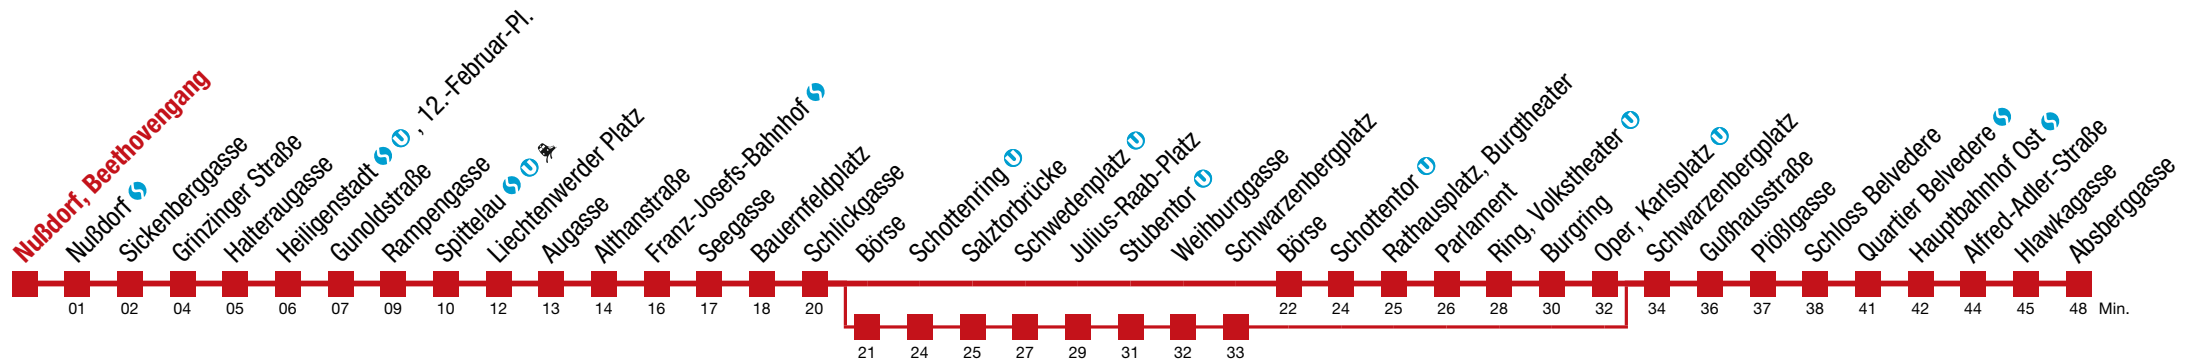 Nußdorf, Beethovengang
Nußdorf S
Sickenberggasse
Grinzinger Straße
Halteraugasse
Heiligenstadt S U , 12.-Februar-Pl.
Gunoldstraße
Rampengasse
Spittelau S U
Liechtenwerder Platz
Augasse
Althanstraße
Franz-Josefs-Bahnhof S
Seegasse
Bauernfeldplatz
Schlickgasse
Börse
Schottenring U
Salztorbrücke
Schwedenplatz U
Julius-Raab-Platz
Stubentor U
Weihburggasse
Schwarzenbergplatz
Börse
Schottentor U
Rathausplatz, Burgtheater
Parlament
Ring, Volkstheater U
Burgring
Oper, Karlsplatz U
Schwarzenbergplatz
Gußhausstraße
Plößlgasse
Schloss Belvedere
Quartier Belvedere S
Hauptbahnhof Ost S
Alfred-Adler-Straße
Hlawkagasse
Absberggasse
01 02 04 05 06 07 09 10 12 13 14 16 17 18 20 22 24 25 26 28 30 32 34 36 37 38 41 42 44 45 48 Min.
21 24 25 27 29 31 32 33